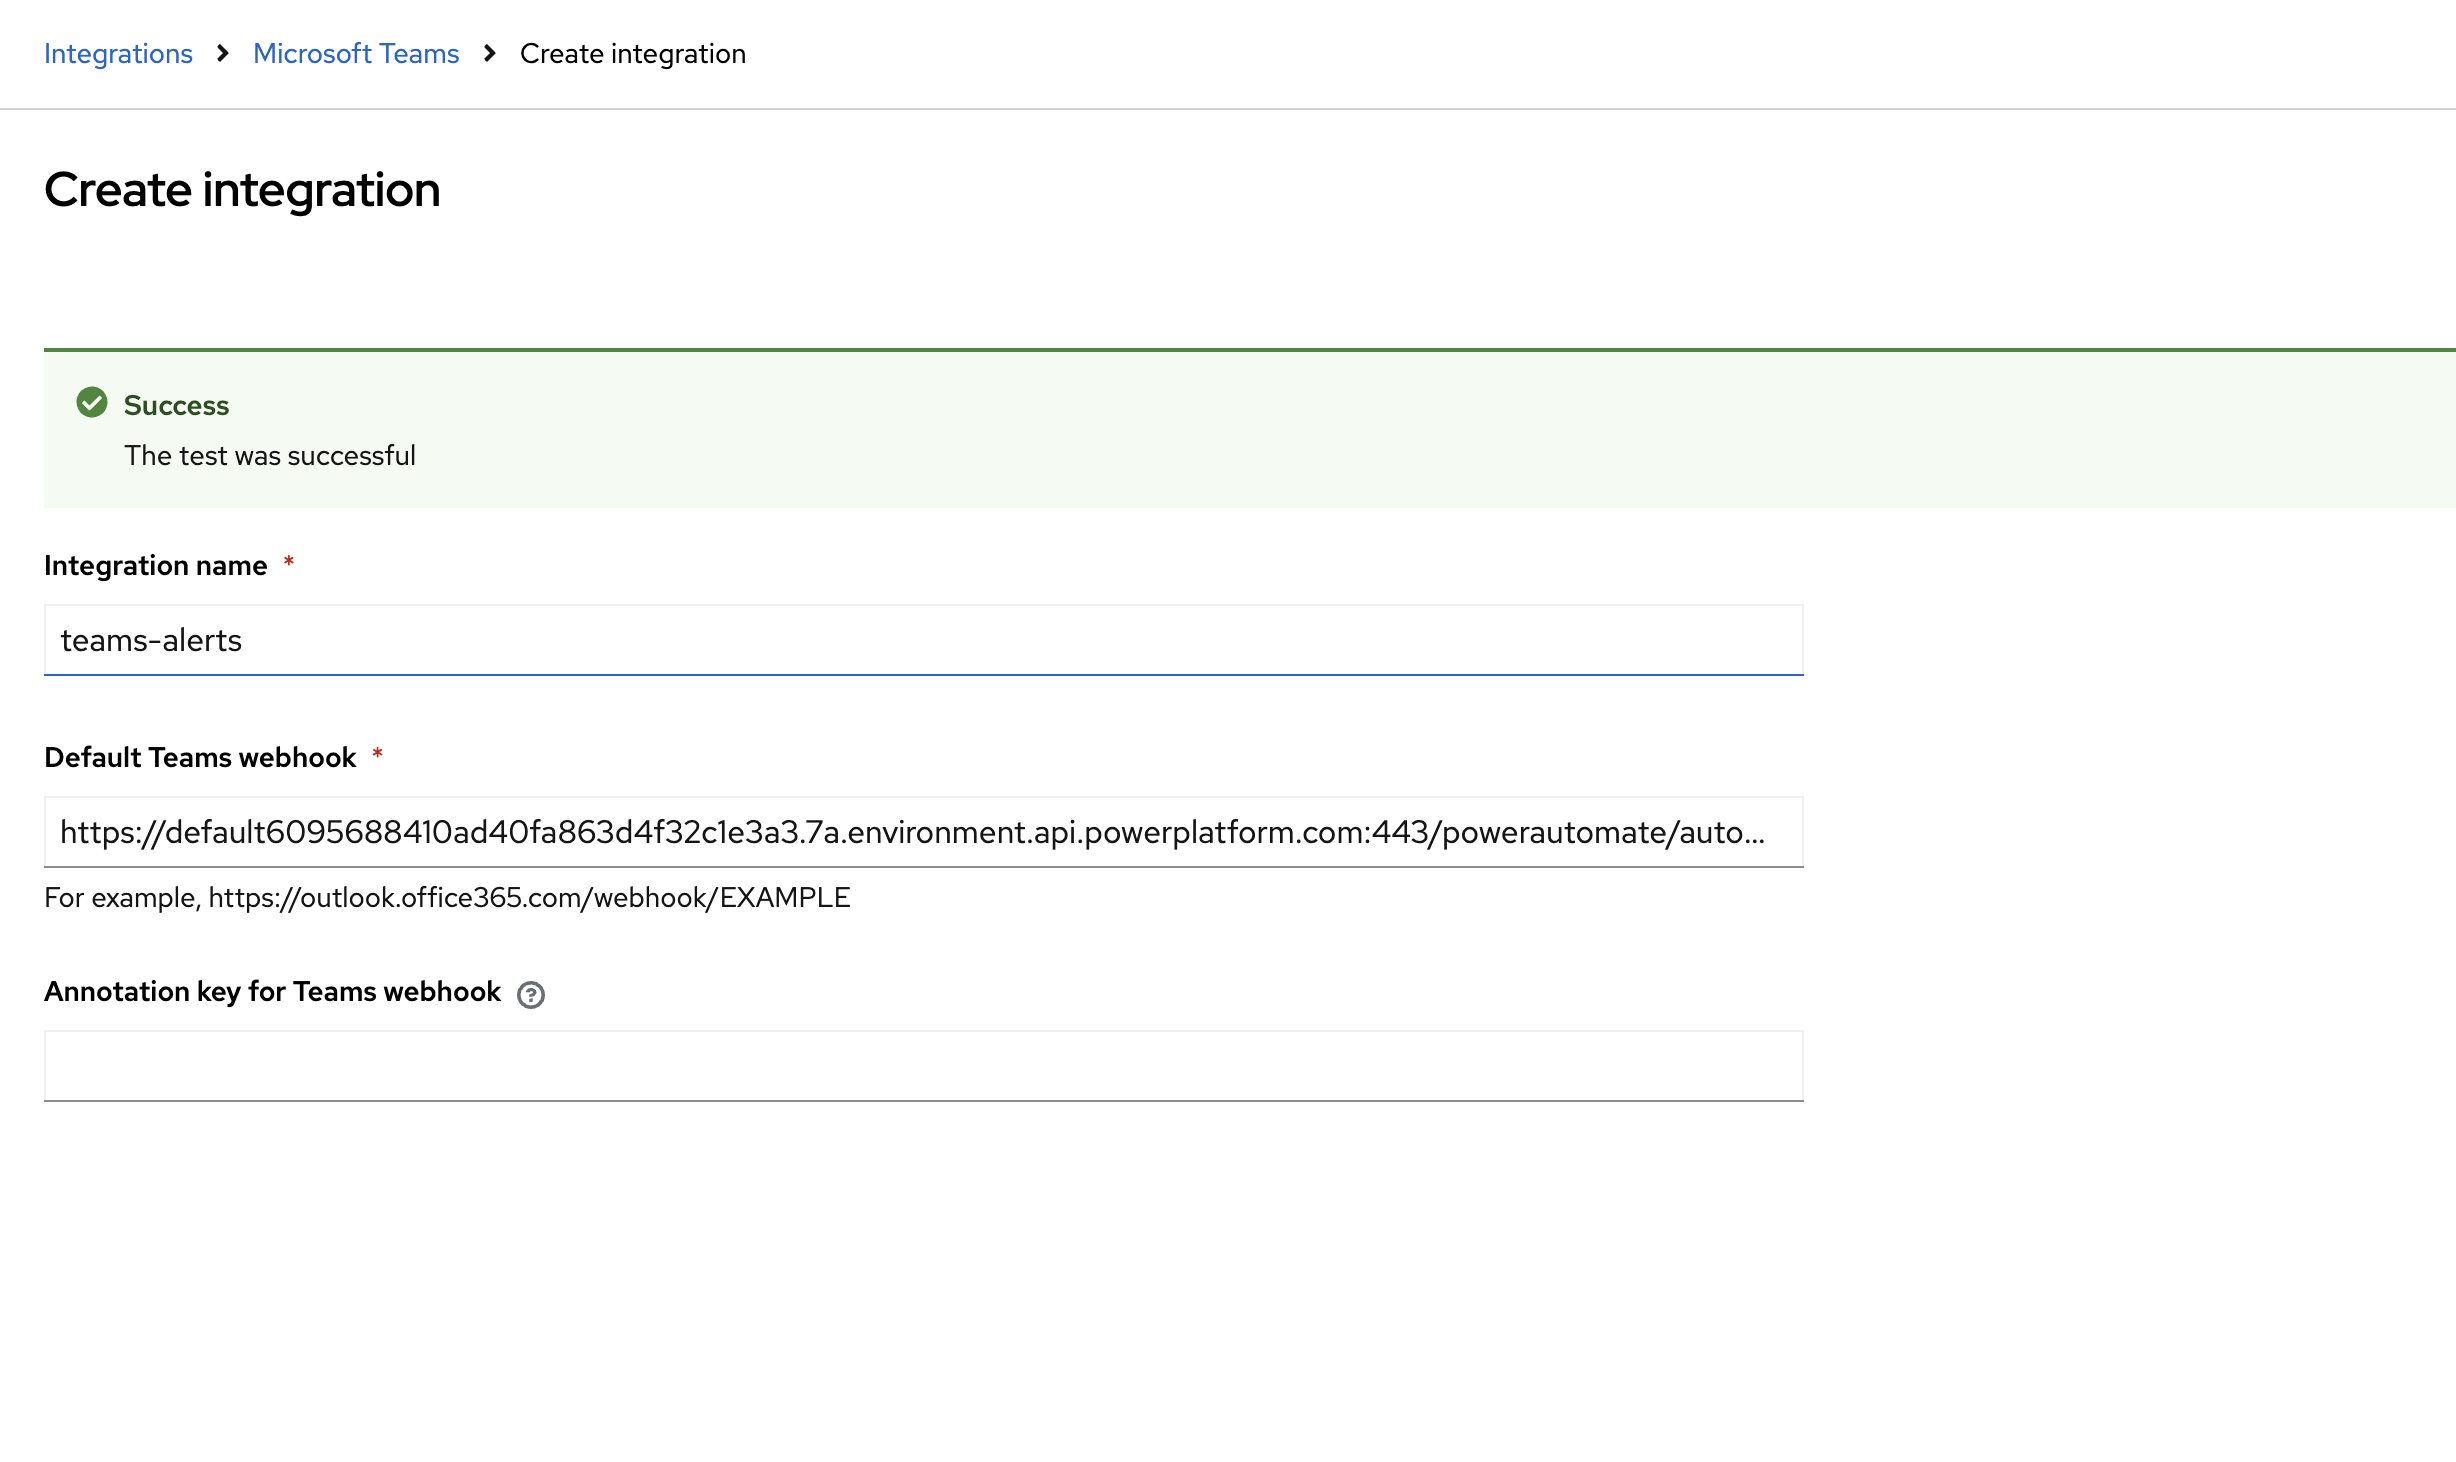 Integrations > Microsoft Teams > Create integration
Create integration
Success
The test was successful
Integration name *
teams-alerts
Default Teams webhook *
https://default6095688410ad40fa863d4f32c1e3a3.7a.environment.api.powerplatform.com:443/powerautomate/auto...
For example, https://outlook.office365.com/webhook/EXAMPLE
Annotation key for Teams webhook ?